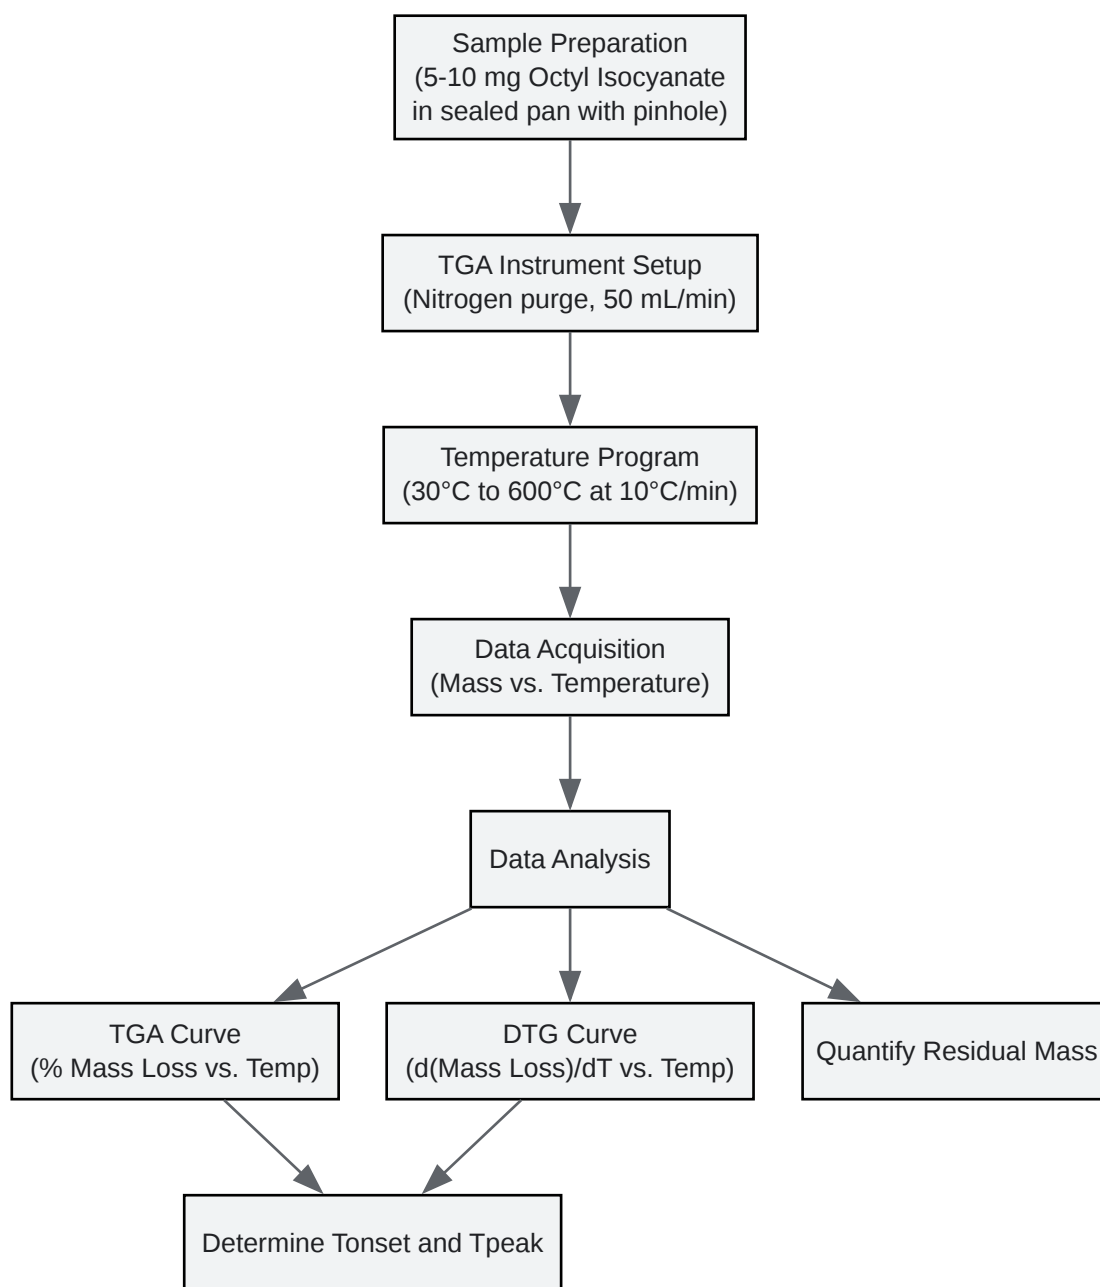 Sample Preparation
(5-10 mg Octyl Isocyanate
in sealed pan with pinhole)
TGA Instrument Setup
(Nitrogen purge, 50 mL/min)
Temperature Program
(30°C to 600°C at 10°C/min)
Data Acquisition
(Mass vs. Temperature)
Data Analysis
TGA Curve
(% Mass Loss vs. Temp)
DTG Curve
(d(Mass Loss)/dT vs. Temp)
Quantify Residual Mass
Determine Tonset and Tpeak